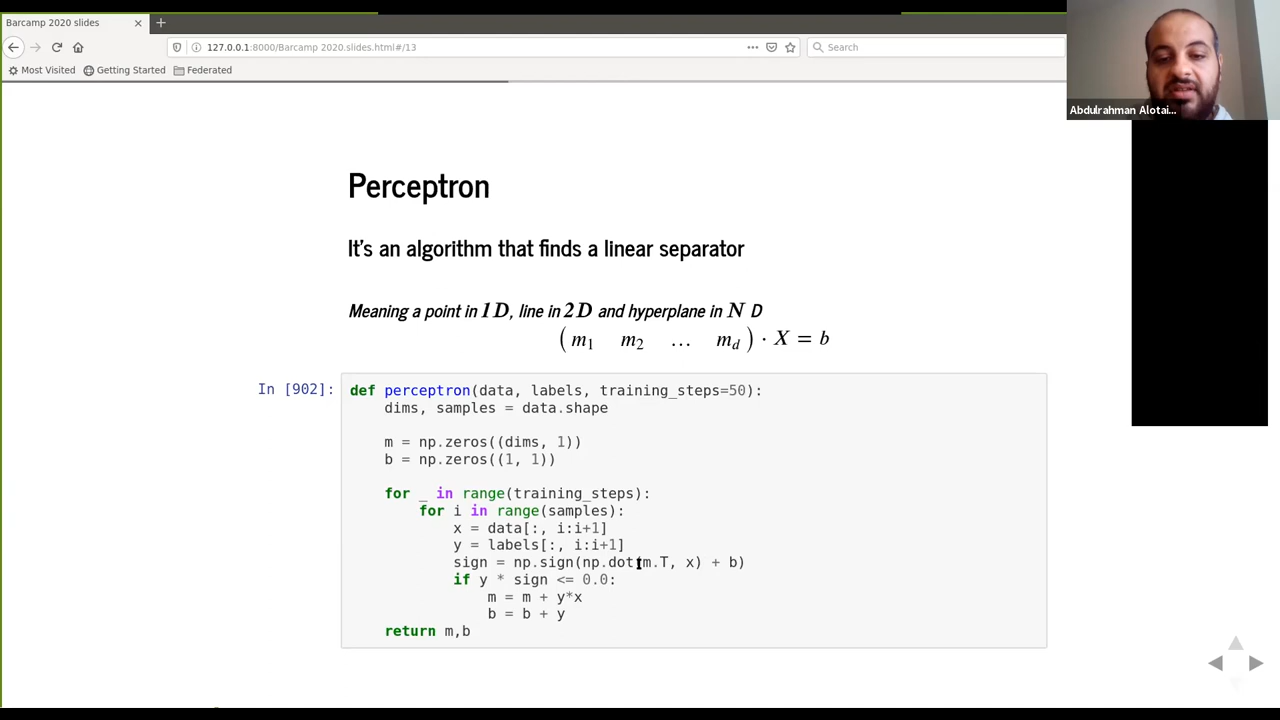 Barcamp 2020 slides
127.0.0.1:8000/Barcamp 2020.slides.html#/13
Search
Most Visited
Getting Started
Federated
Abdulrahman Alotai...
Perceptron
It's an algorithm that finds a linear separator
Meaning a point in 1D, line in 2D and hyperplane in N D
( m1 m2 … md ) · X = b
In [902]:
def perceptron(data, labels, training_steps=50):
    dims, samples = data.shape
    m = np.zeros((dims, 1))
    b = np.zeros((1, 1))
    for _ in range(training_steps):
        for i in range(samples):
            x = data[:, i:i+1]
            y = labels[:, i:i+1]
            sign = np.sign(np.dot(m.T, x) + b)
            if y * sign <= 0.0:
                m = m + y*x
                b = b + y
    return m,b